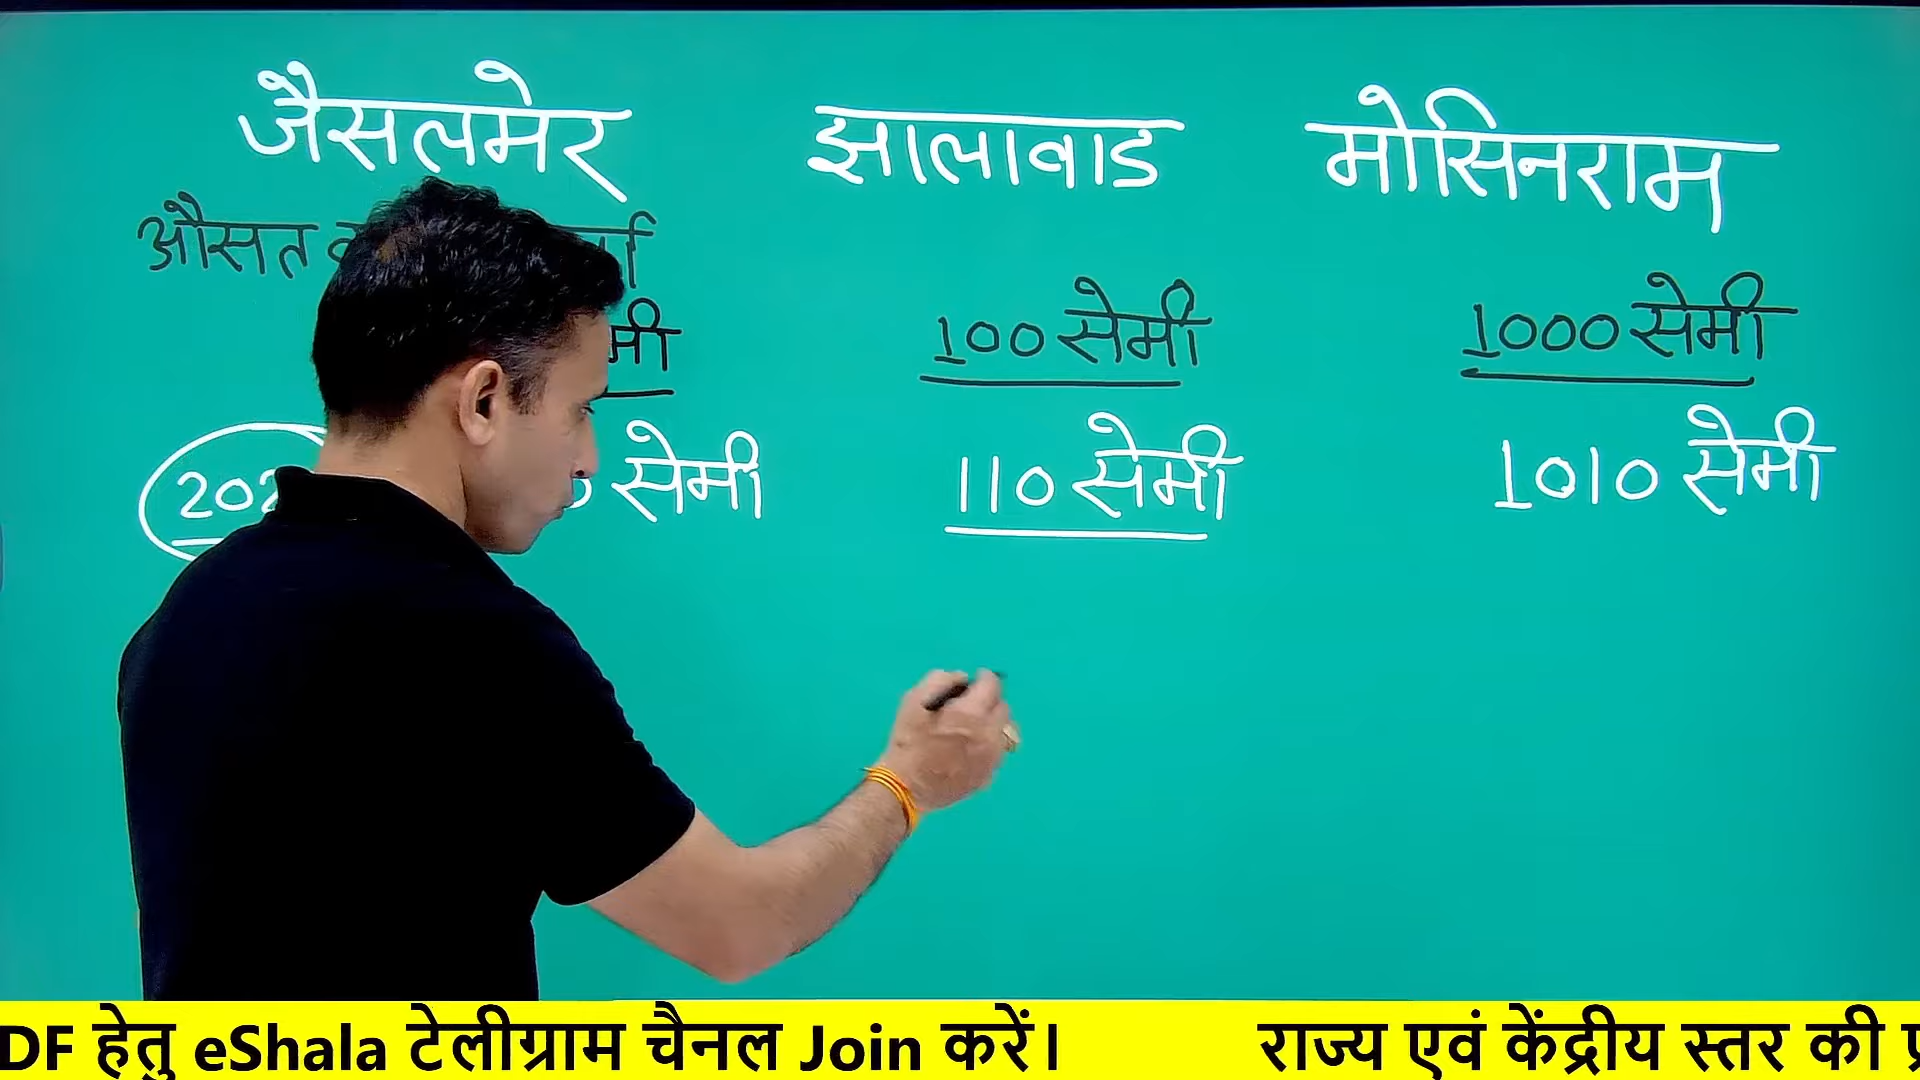 जैसलमेर झालावाड मोसिनराम
औसत
100 सेमी 1000 सेमी
सेमी 110 सेमी 1010 सेमी
DF हेतु eShala टेलीग्राम चैनल Join करें। राज्य एवं केंद्रीय स्तर की